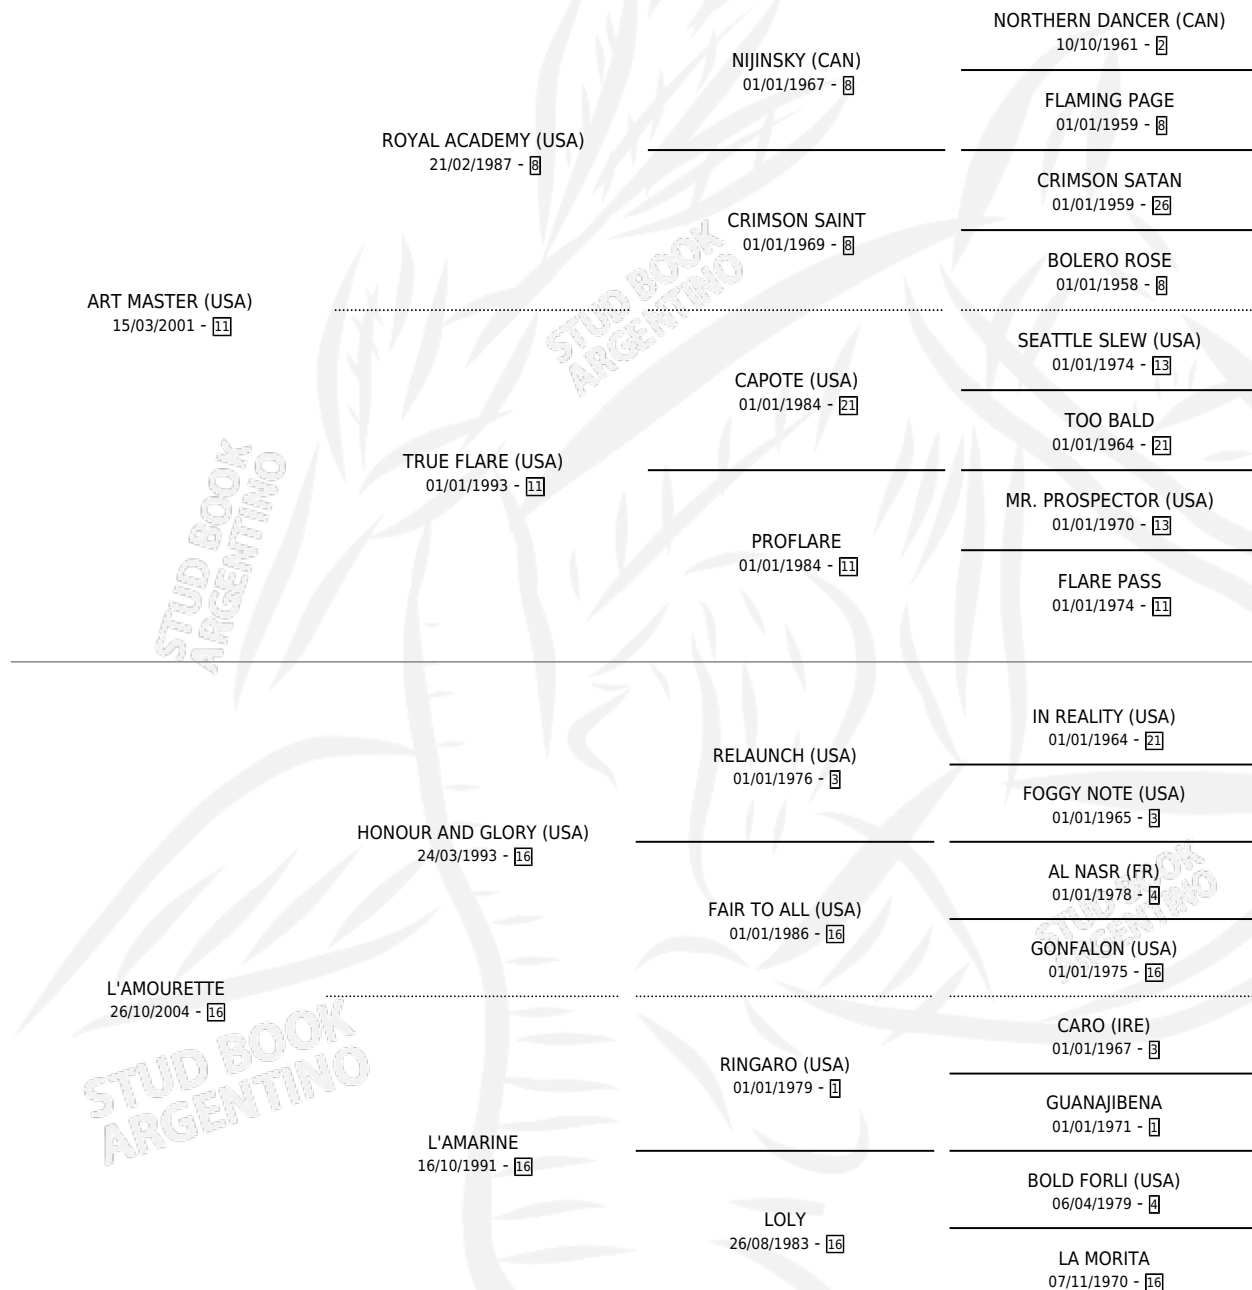 NORTHERN DANCER (CAN)
10/10/1961 - 2
NIJINSKY (CAN)
01/01/1967 - 8
FLAMING PAGE
01/01/1959 - 8
ROYAL ACADEMY (USA)
21/02/1987 - 8
CRIMSON SATAN
01/01/1959 - 26
CRIMSON SAINT
01/01/1969 - 8
BOLERO ROSE
01/01/1958 - 8
ART MASTER (USA)
15/03/2001 - 11
SEATTLE SLEW (USA)
01/01/1974 - 13
CAPOTE (USA)
01/01/1984 - 21
TOO BALD
01/01/1964 - 21
TRUE FLARE (USA)
01/01/1993 - 11
MR. PROSPECTOR (USA)
01/01/1970 - 13
PROFLARE
01/01/1984 - 11
FLARE PASS
01/01/1974 - 11
IN REALITY (USA)
01/01/1964 - 21
RELAUNCH (USA)
01/01/1976 - 3
FOGGY NOTE (USA)
01/01/1965 - 3
HONOUR AND GLORY (USA)
24/03/1993 - 16
AL NASR (FR)
01/01/1978 - 4
FAIR TO ALL (USA)
01/01/1986 - 16
GONFALON (USA)
01/01/1975 - 16
L'AMOURETTE
26/10/2004 - 16
CARO (IRE)
01/01/1967 - 3
RINGARO (USA)
01/01/1979 - 1
GUANAJIBENA
01/01/1971 - 1
L'AMARINE
16/10/1991 - 16
BOLD FORLI (USA)
06/04/1979 - 4
LOLY
26/08/1983 - 16
LA MORITA
07/11/1970 - 16
STUD BOOK
ARGENTINO
STUD BOOK
ARGENTINO
STUD BOOK
ARGENTINO
STUD BOOK
ARGENTINO